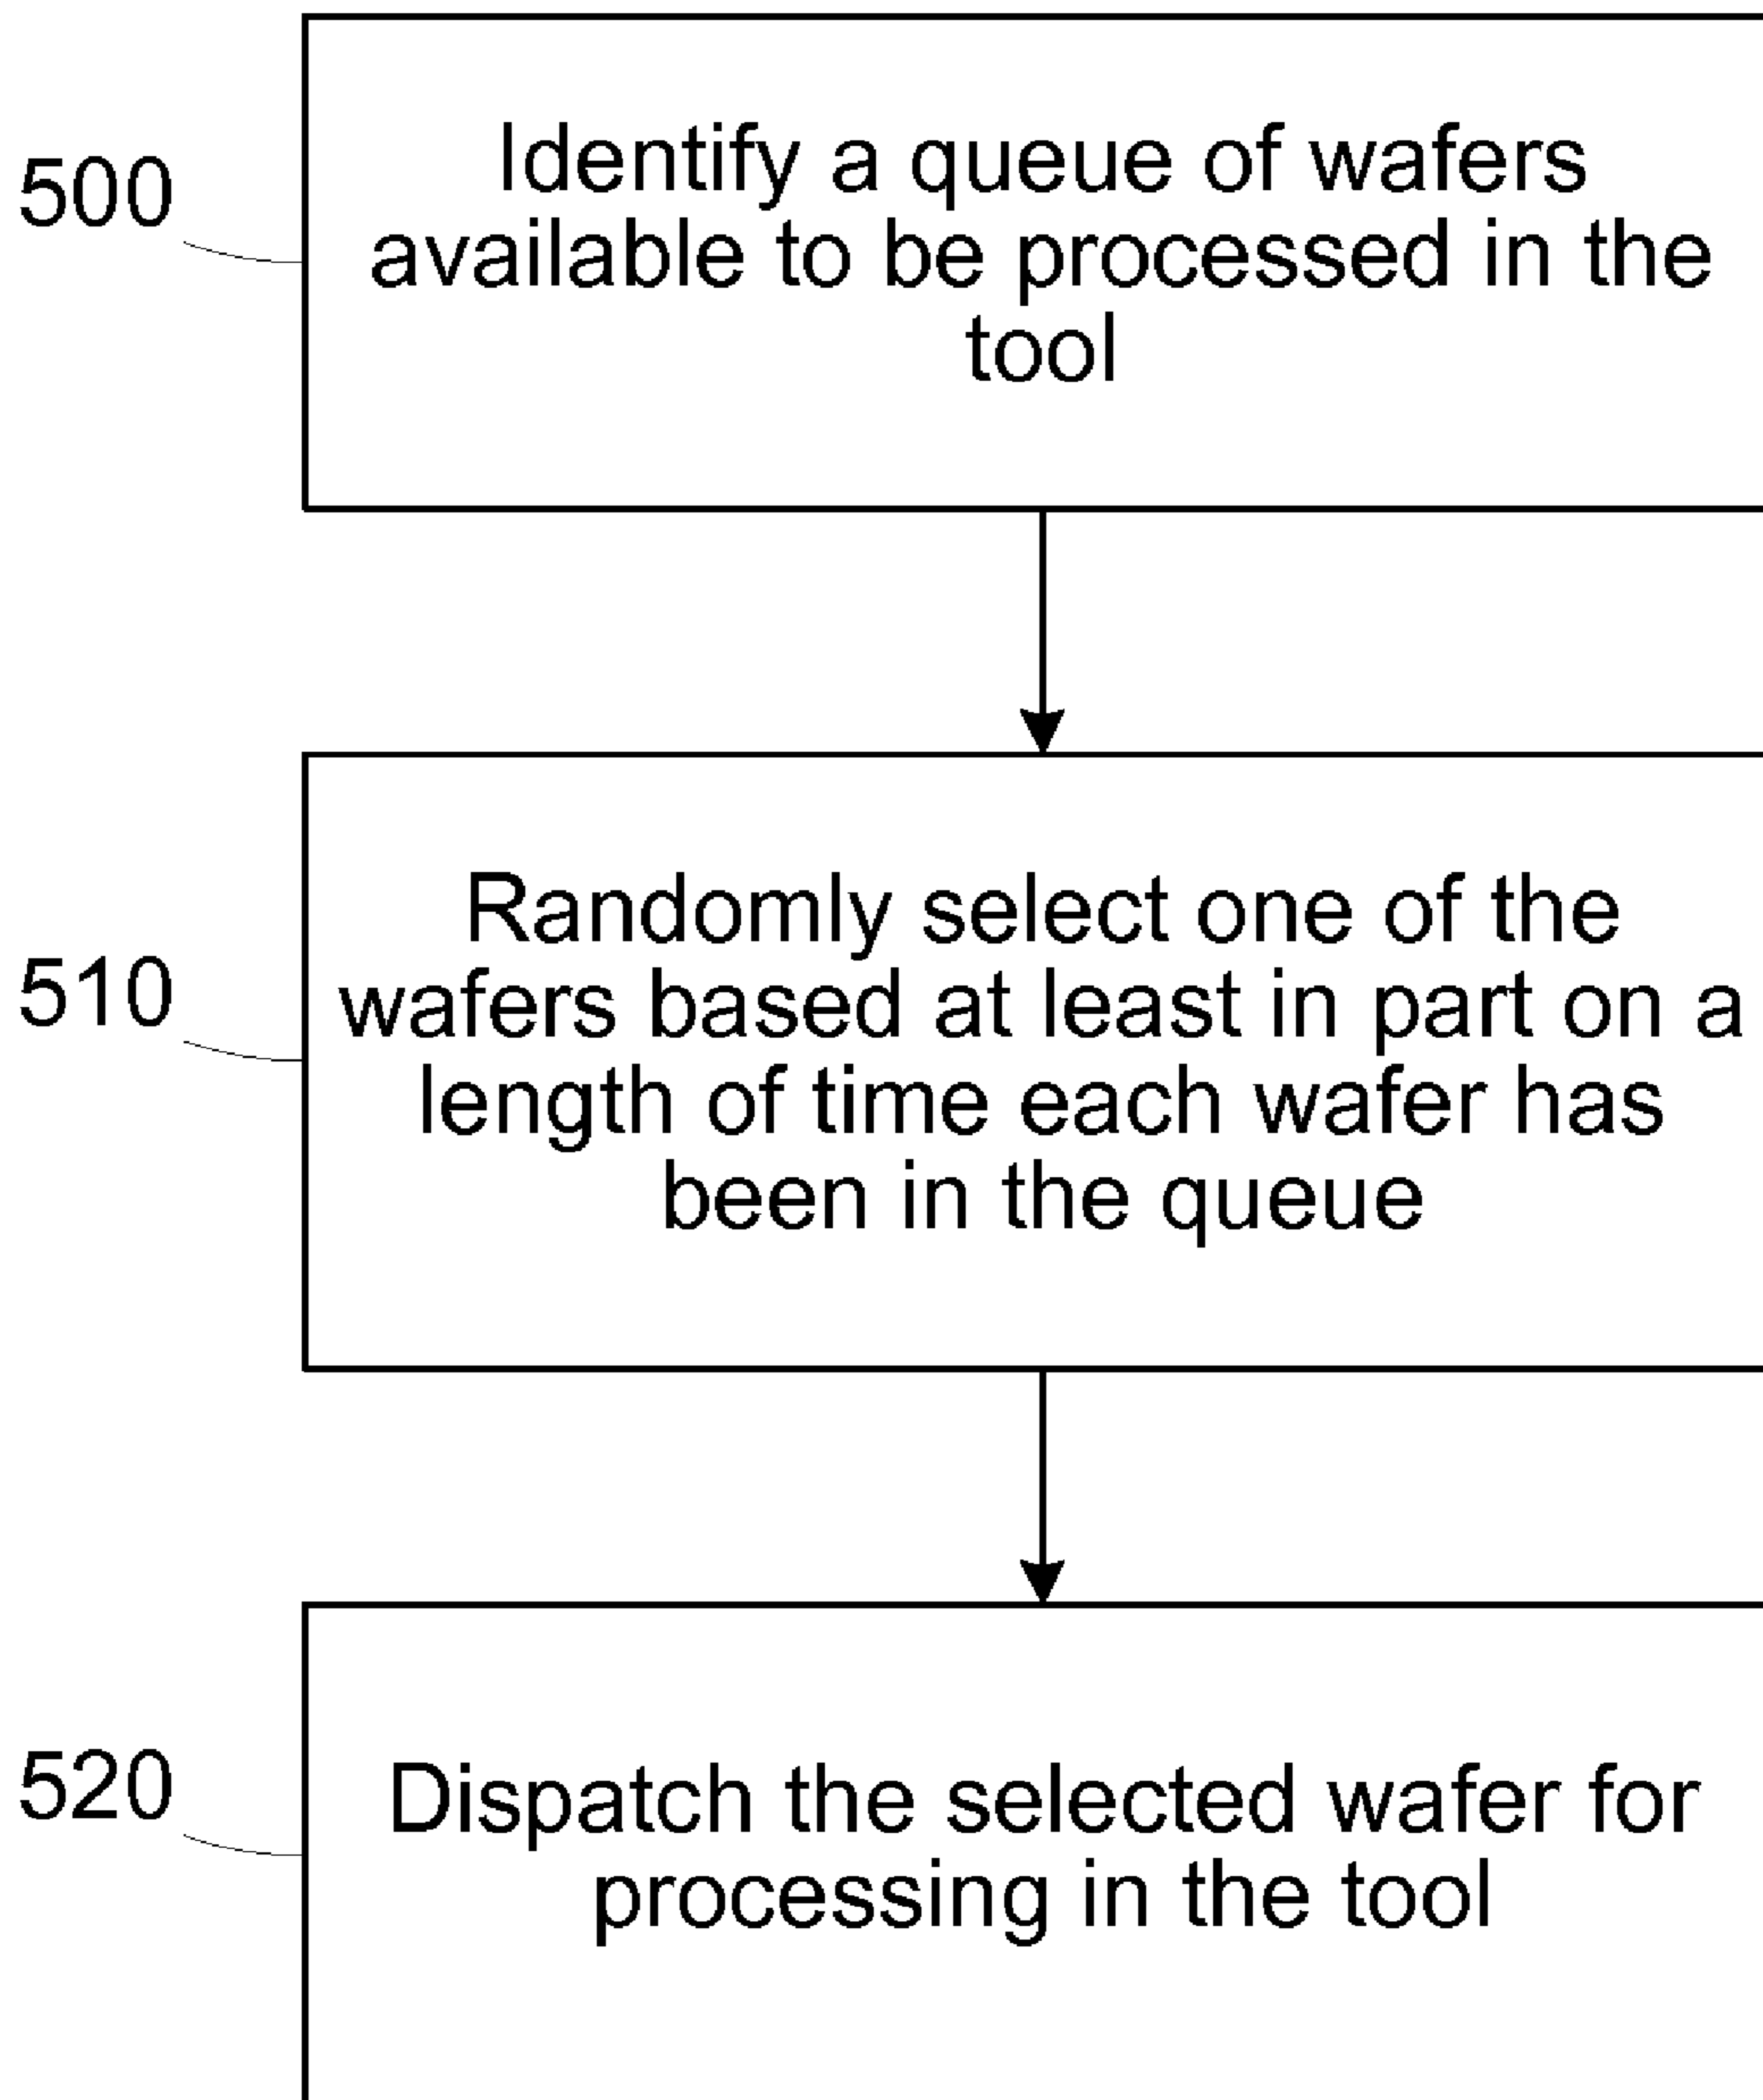 500
Identify a queue of wafers
available to be processed in the
tool
510
Randomly select one of the
wafers based at least in part on a
length of time each wafer has
been in the queue
520
Dispatch the selected wafer for
processing in the tool